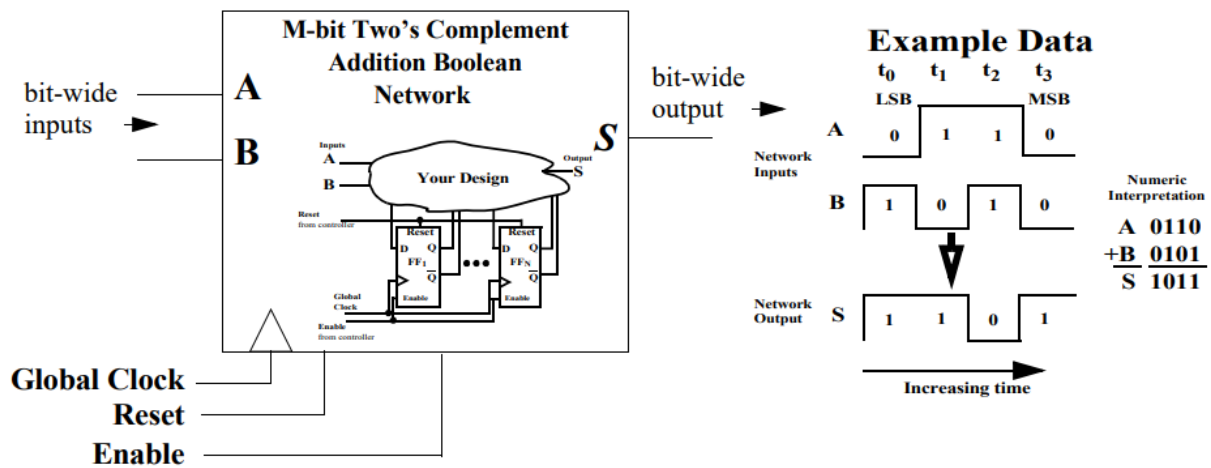 M-bit Two's Complement
Addition Boolean
Network
bit-wide
inputs
A
B
S
bit-wide
output
Inputs
A
B
Your Design
Output
S
Reset
from controller
Reset
D Q
FF1
Q
Enable
Reset
D Q
FFN
Q
Enable
Global
Clock
Enable
from controller
Global Clock
Reset
Enable
Example Data
t0 t1 t2 t3
LSB MSB
A 0 1 1 0
Network
Inputs
B 1 0 1 0
Numeric
Interpretation
A 0110
+B 0101
S 1011
Network
Output
S 1 1 0 1
Increasing time